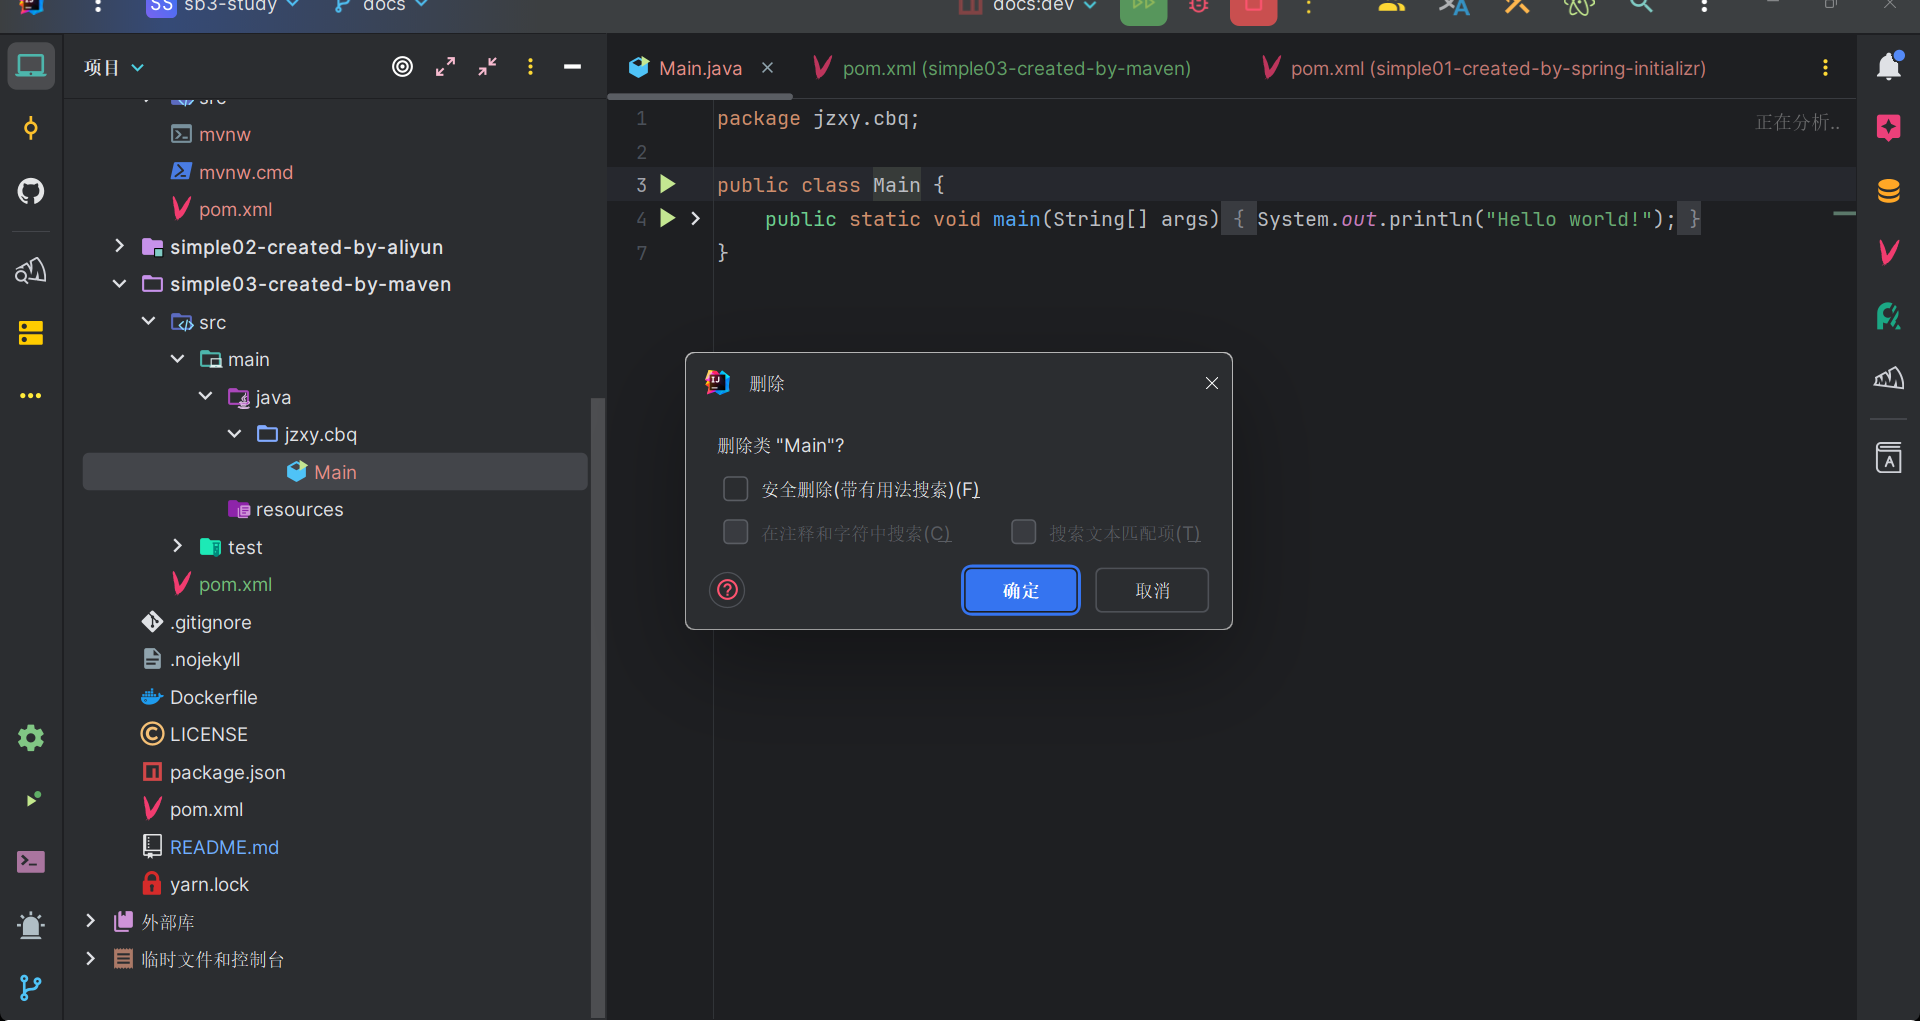 SS sb3-study docs docs:dev
项目
src
mvnw
mvnw.cmd
pom.xml
simple02-created-by-aliyun
simple03-created-by-maven
src
main
java
jzxy.cbq
Main
resources
test
pom.xml
.gitignore
.nojekyll
Dockerfile
LICENSE
package.json
pom.xml
README.md
yarn.lock
外部库
临时文件和控制台
Main.java pom.xml (simple03-created-by-maven) pom.xml (simple01-created-by-spring-initializr)
1 package jzxy.cbq;
正在分析..
2
3 public class Main {
4 public static void main(String[] args) { System.out.println("Hello world!"); }
7 }
删除
删除类 "Main"?
安全删除(带有用法搜索)(F)
在注释和字符中搜索(C) 搜索文本匹配项(T)
确定 取消